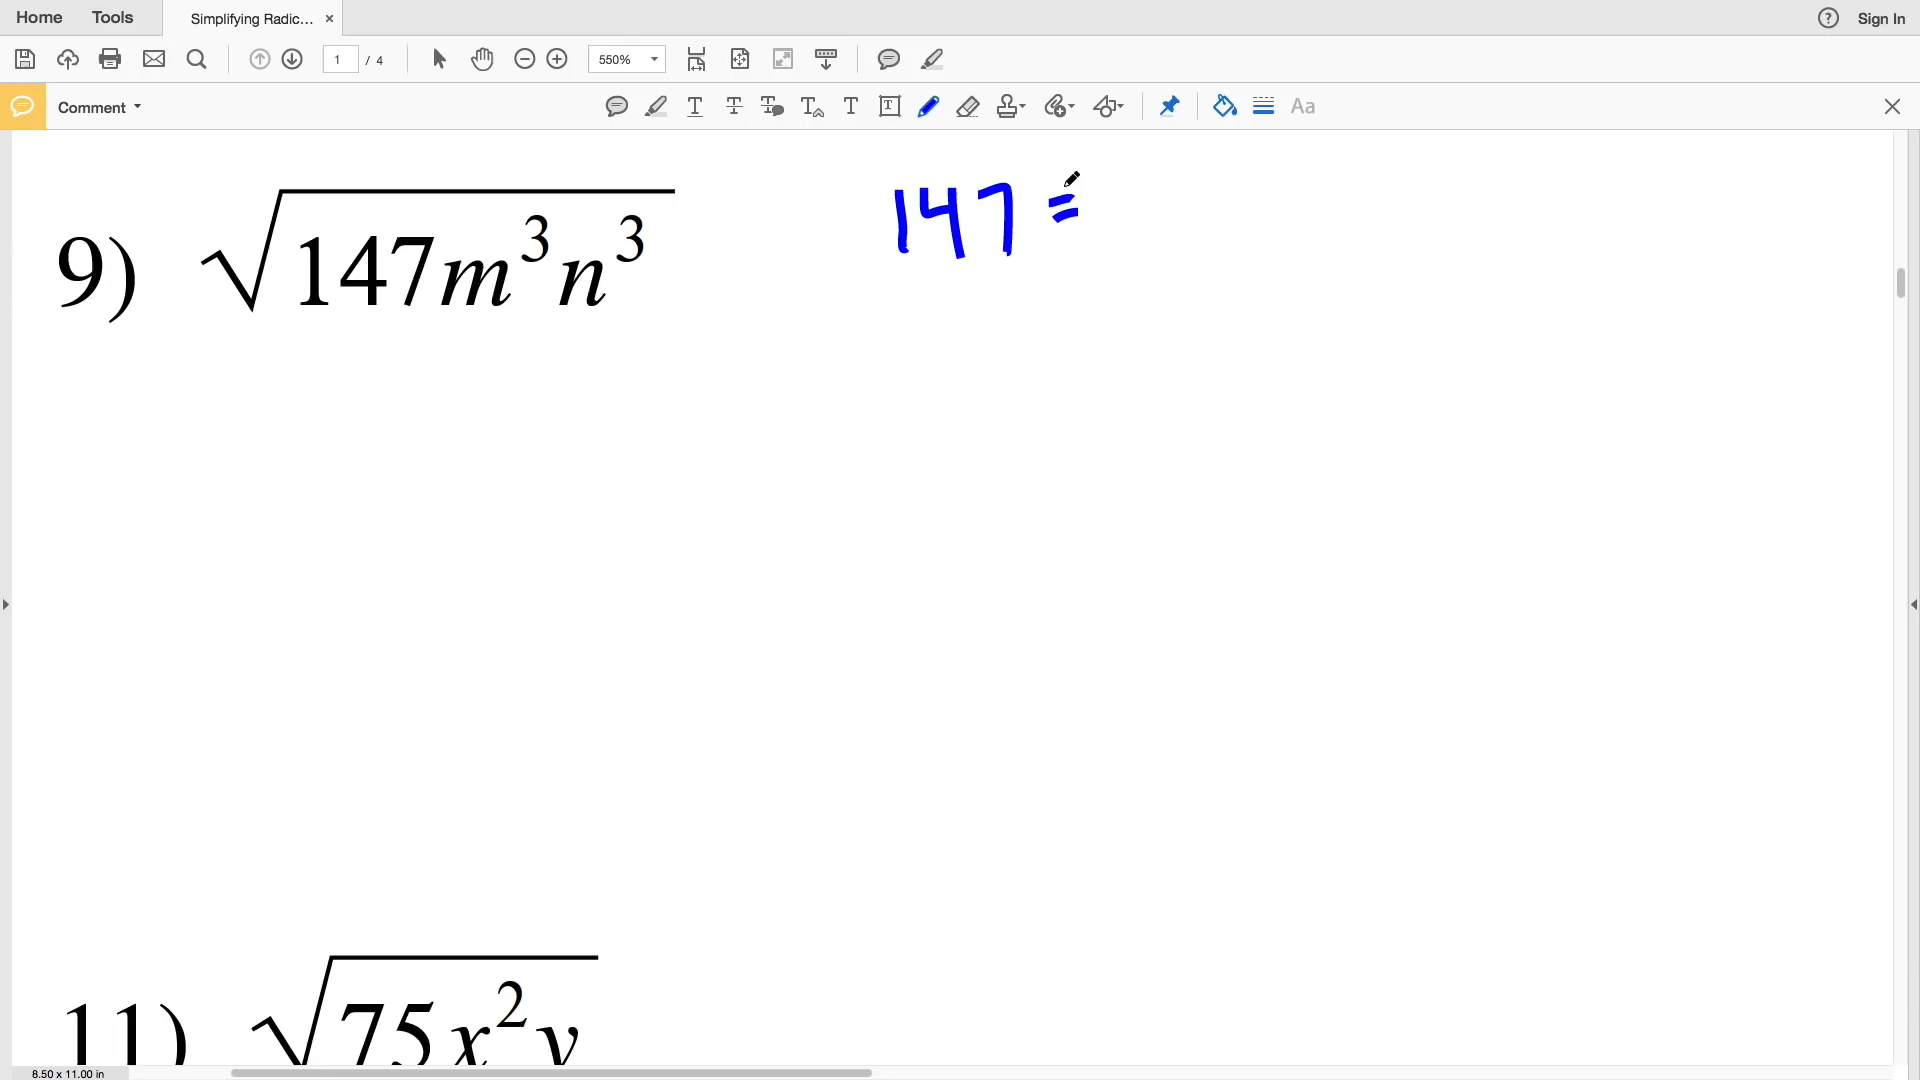 Home Tools Simplifying Radic... × ? Sign In
1 / 4 550%
Comment Aa
9) √147m³n³ 147 =
11) √75x²y
8.50 x 11.00 in